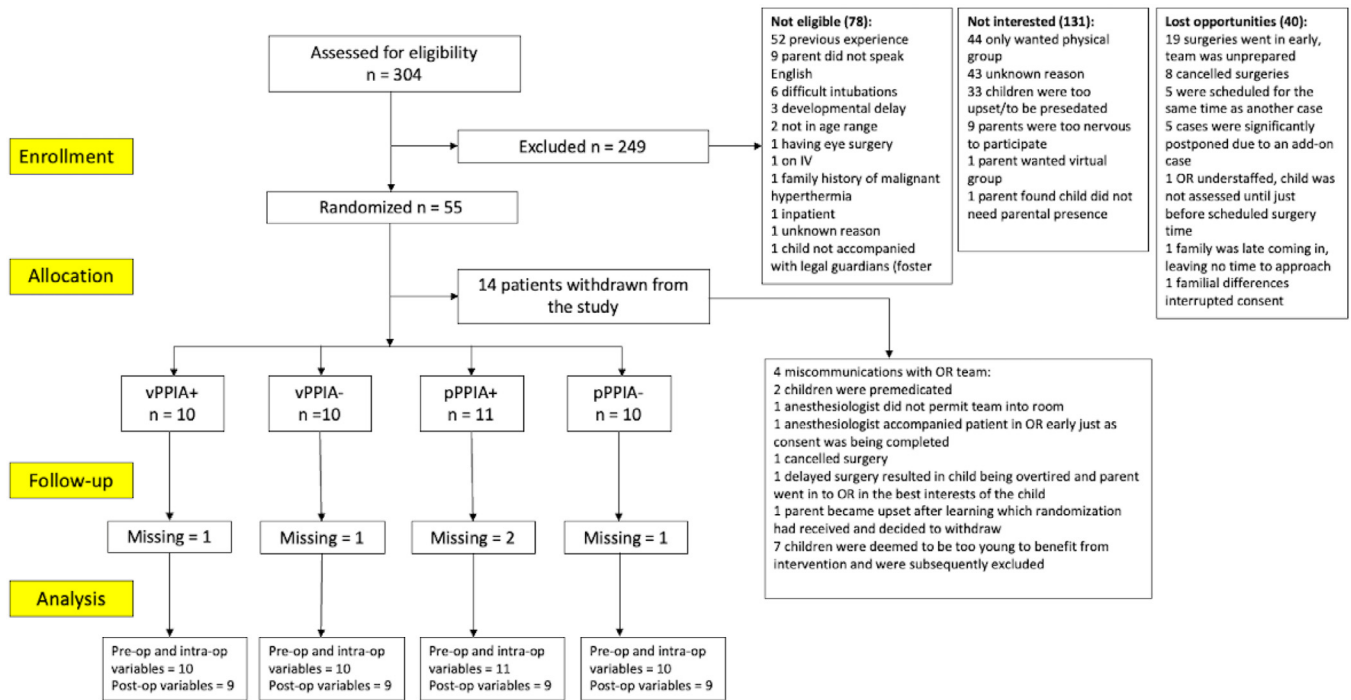 Assessed for eligibility
n = 304
Enrollment
Excluded n = 249
Randomized n = 55
Not eligible (78):
52 previous experience
9 parent did not speak
English
6 difficult intubations
3 developmental delay
2 not in age range
1 having eye surgery
1 on IV
1 family history of malignant
hyperthermia
1 inpatient
1 unknown reason
1 child not accompanied
with legal guardians (foster
Not interested (131):
44 only wanted physical
group
43 unknown reason
33 children were too
upset/to be presedated
9 parents were too nervous
to participate
1 parent wanted virtual
group
1 parent found child did not
need parental presence
Lost opportunities (40):
19 surgeries went in early,
team was unprepared
8 cancelled surgeries
5 were scheduled for the
same time as another case
5 cases were significantly
postponed due to an add-on
case
1 OR understaffed, child was
not assessed until just
before scheduled surgery
time
1 family was late coming in,
leaving no time to approach
1 familial differences
interrupted consent
Allocation
14 patients withdrawn from
the study
4 miscommunications with OR team:
2 children were premedicated
1 anesthesiologist did not permit team into room
1 anesthesiologist accompanied patient in OR early just as
consent was being completed
1 cancelled surgery
1 delayed surgery resulted in child being overtired and parent
went in to OR in the best interests of the child
1 parent became upset after learning which randomization
had received and decided to withdraw
7 children were deemed to be too young to benefit from
intervention and were subsequently excluded
vPPIA+
n = 10
vPPIA-
n =10
pPPIA+
n = 11
pPPIA-
n = 10
Follow-up
Missing = 1
Missing = 1
Missing = 2
Missing = 1
Analysis
Pre-op and intra-op
variables = 10
Post-op variables = 9
Pre-op and intra-op
variables = 10
Post-op variables = 9
Pre-op and intra-op
variables = 11
Post-op variables = 9
Pre-op and intra-op
variables = 10
Post-op variables = 9